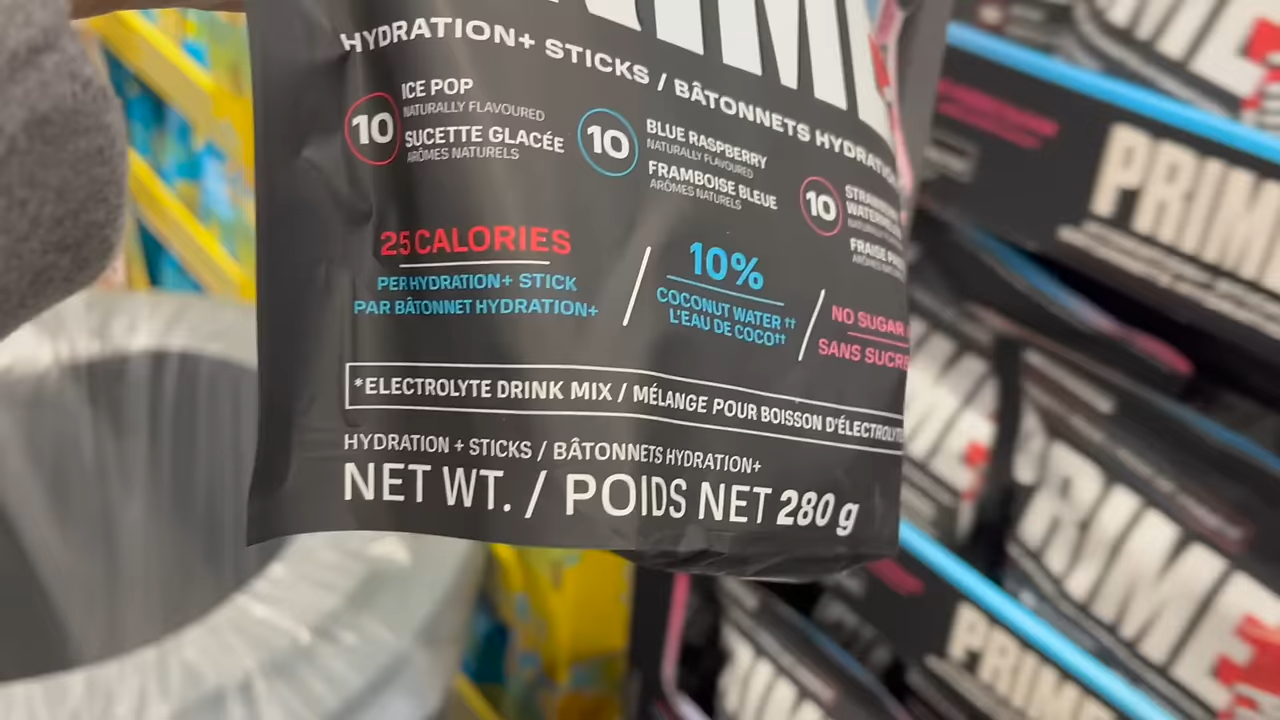 HYDRATION+ STICKS / BÂTONNETS HYDRATION
10
ICE POP
NATURALLY FLAVOURED
SUCETTE GLACÉE
ARÔMES NATURELS
10
BLUE RASPBERRY
NATURALLY FLAVOURED
FRAMBOISE BLEUE
ARÔMES NATURELS
10
FRAISE
25 CALORIES
PER HYDRATION+ STICK
PAR BÂTONNET HYDRATION+
10%
COCONUT WATER ††
L'EAU DE COCO††
NO SUGAR
SANS SUCRE
*ELECTROLYTE DRINK MIX / MÉLANGE POUR BOISSON D'ÉLECTROLYTE
HYDRATION + STICKS / BÂTONNETS HYDRATION+
NET WT. / POIDS NET 280 g
PRIME
PRIME